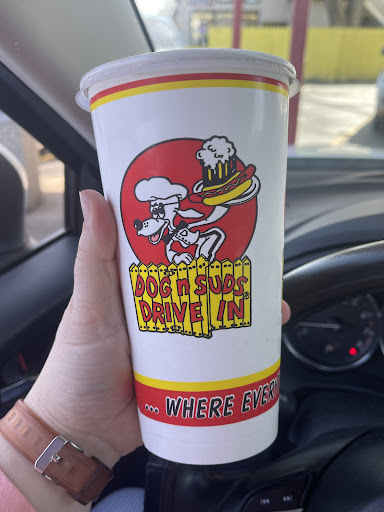 DOG n SUDS®
DRIVE IN
... WHERE EVERY